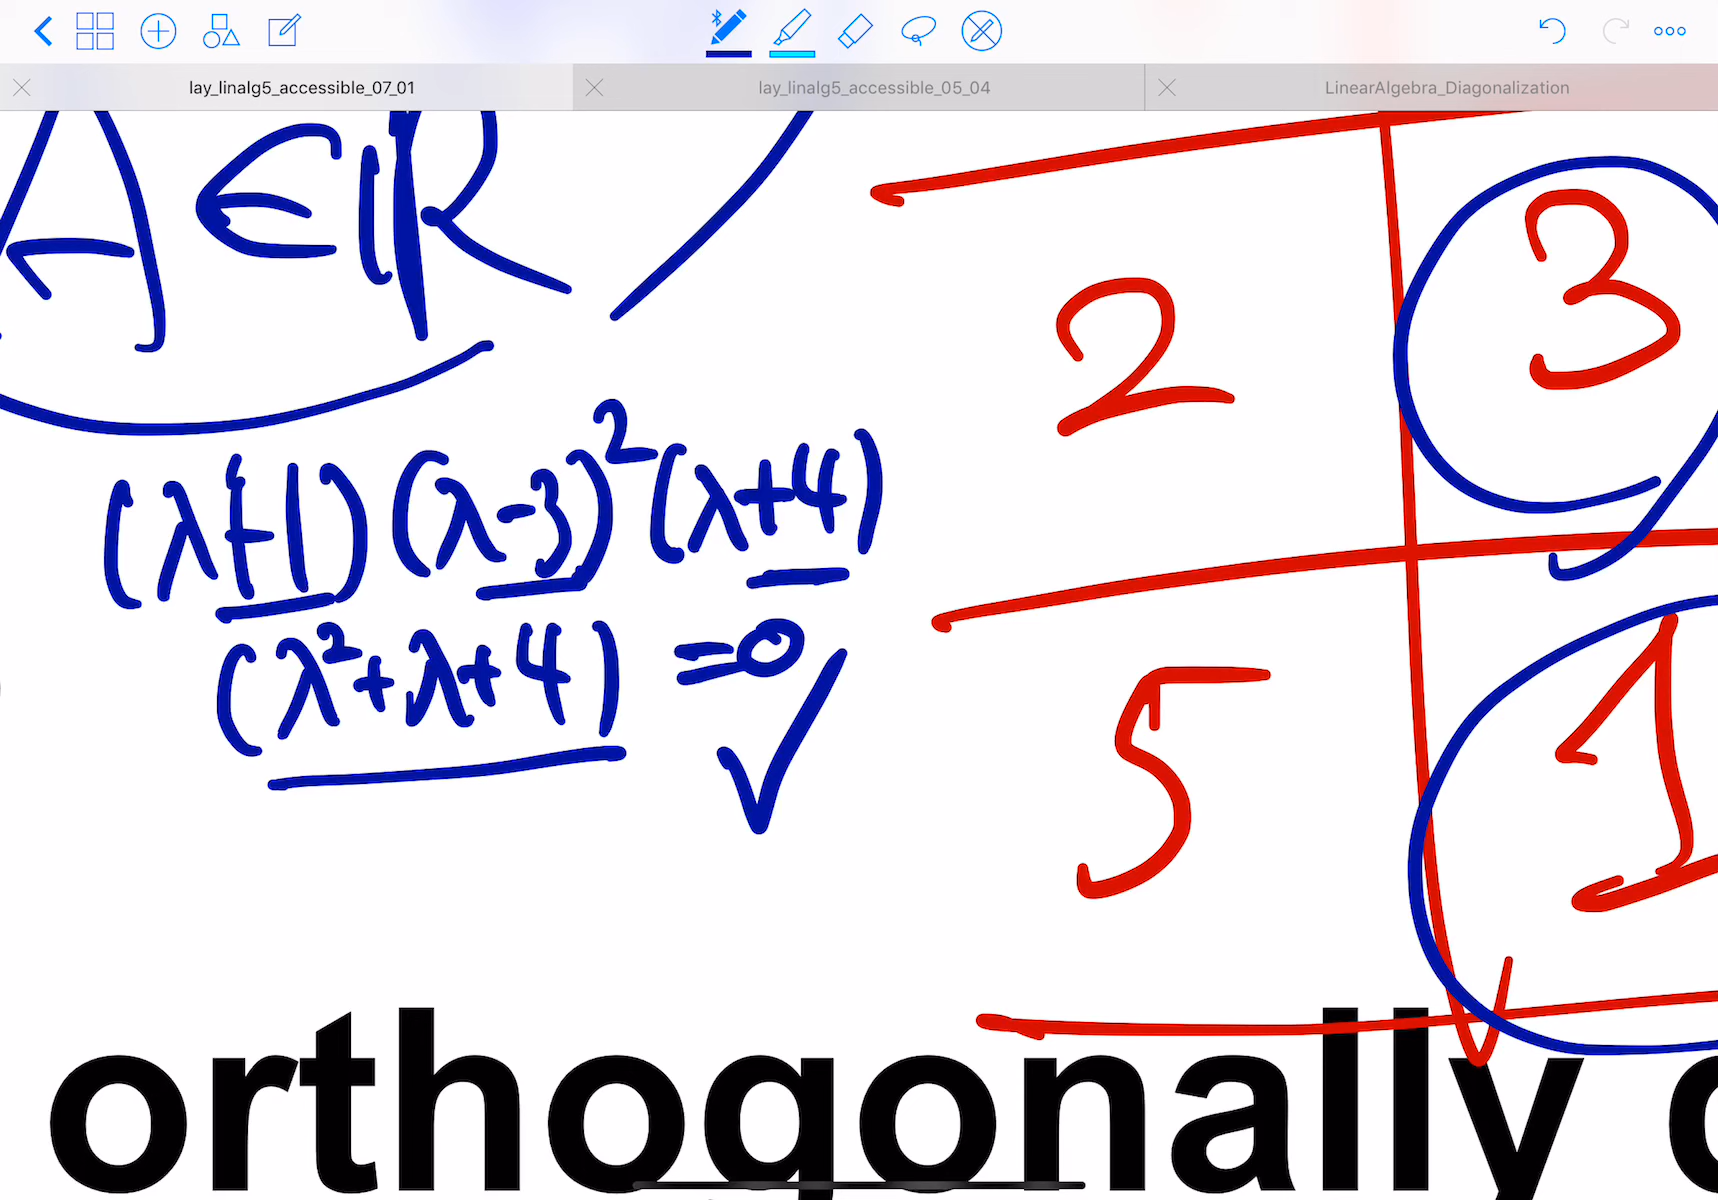 lay_linalg5_accessible_07_01
lay_linalg5_accessible_05_04
LinearAlgebra_Diagonalization
A∈ℝ
(λ+1)(λ-3)²(λ+4)
(λ²+λ+4) =0
2 3
5 1
orthogonally